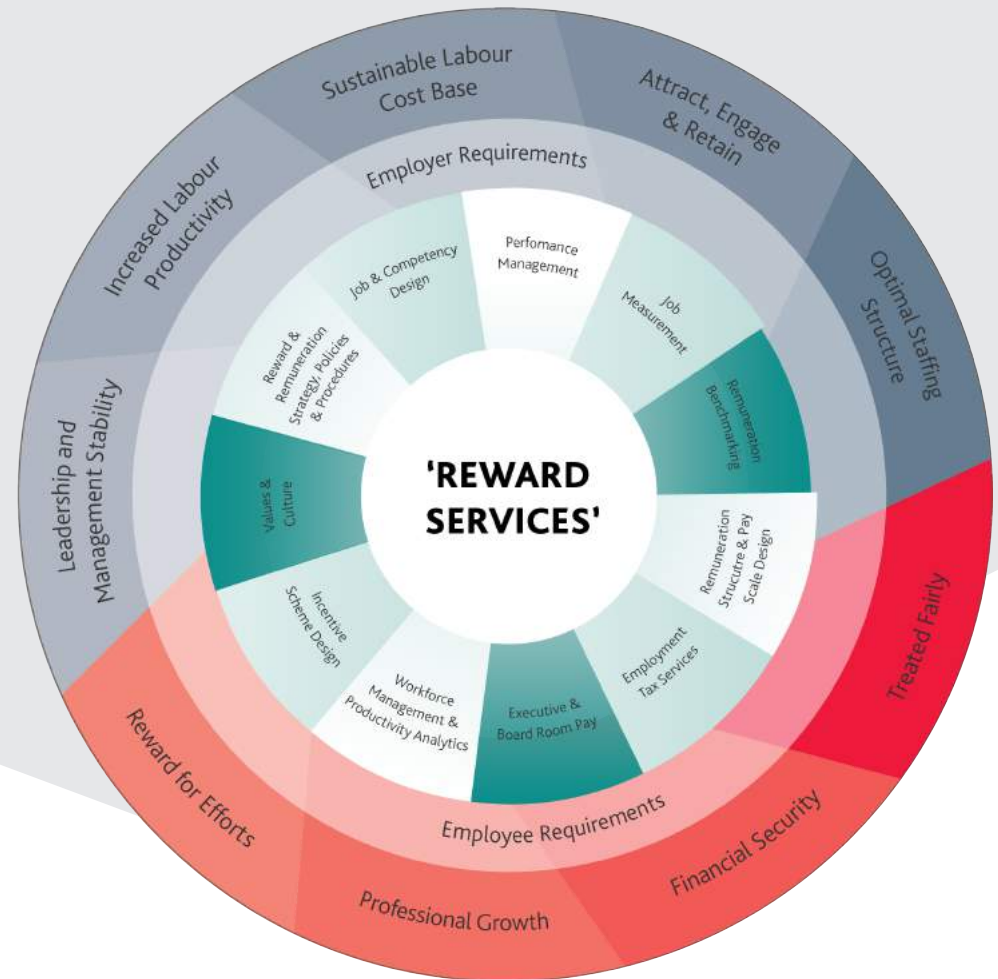 Sustainable Labour
Cost Base
Attract, Engage
& Retain
Optimal Staffing
Structure
Treated Fairly
Financial Security
Professional Growth
Reward for Efforts
Leadership and
Management Stability
Increased Labour
Productivity
Employer Requirements
Employee Requirements
Perfomance
Management
Job
Measurement
Remuneration
Benchmarking
Remuneration
Strucutre & Pay
Scale Design
Employment
Tax Services
Executive &
Board Room Pay
Workforce
Management &
Productivity Analytics
Incentive
Scheme Design
Values &
Culture
Reward &
Remuneration
Strategy, Policies
& Procedures
Job & Competency
Design
'REWARD
SERVICES'